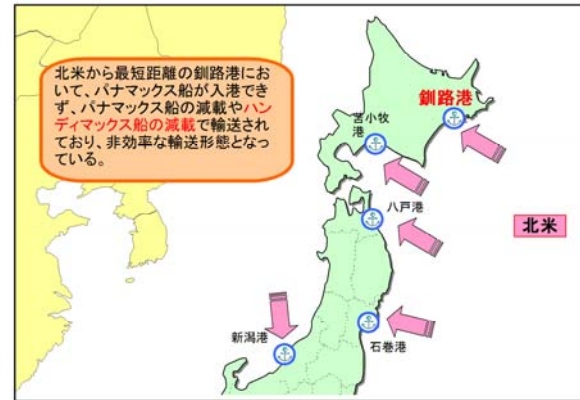 北米から最短距離の釧路港にお
いて、パナマックス船が入港でき
ず、パナマックス船の減載やハン
ディマックス船の減載で輸送され
ており、非効率な輸送形態となっ
ている。
釧路港
苫小牧
港
八戸港
北米
新潟港
石巻港